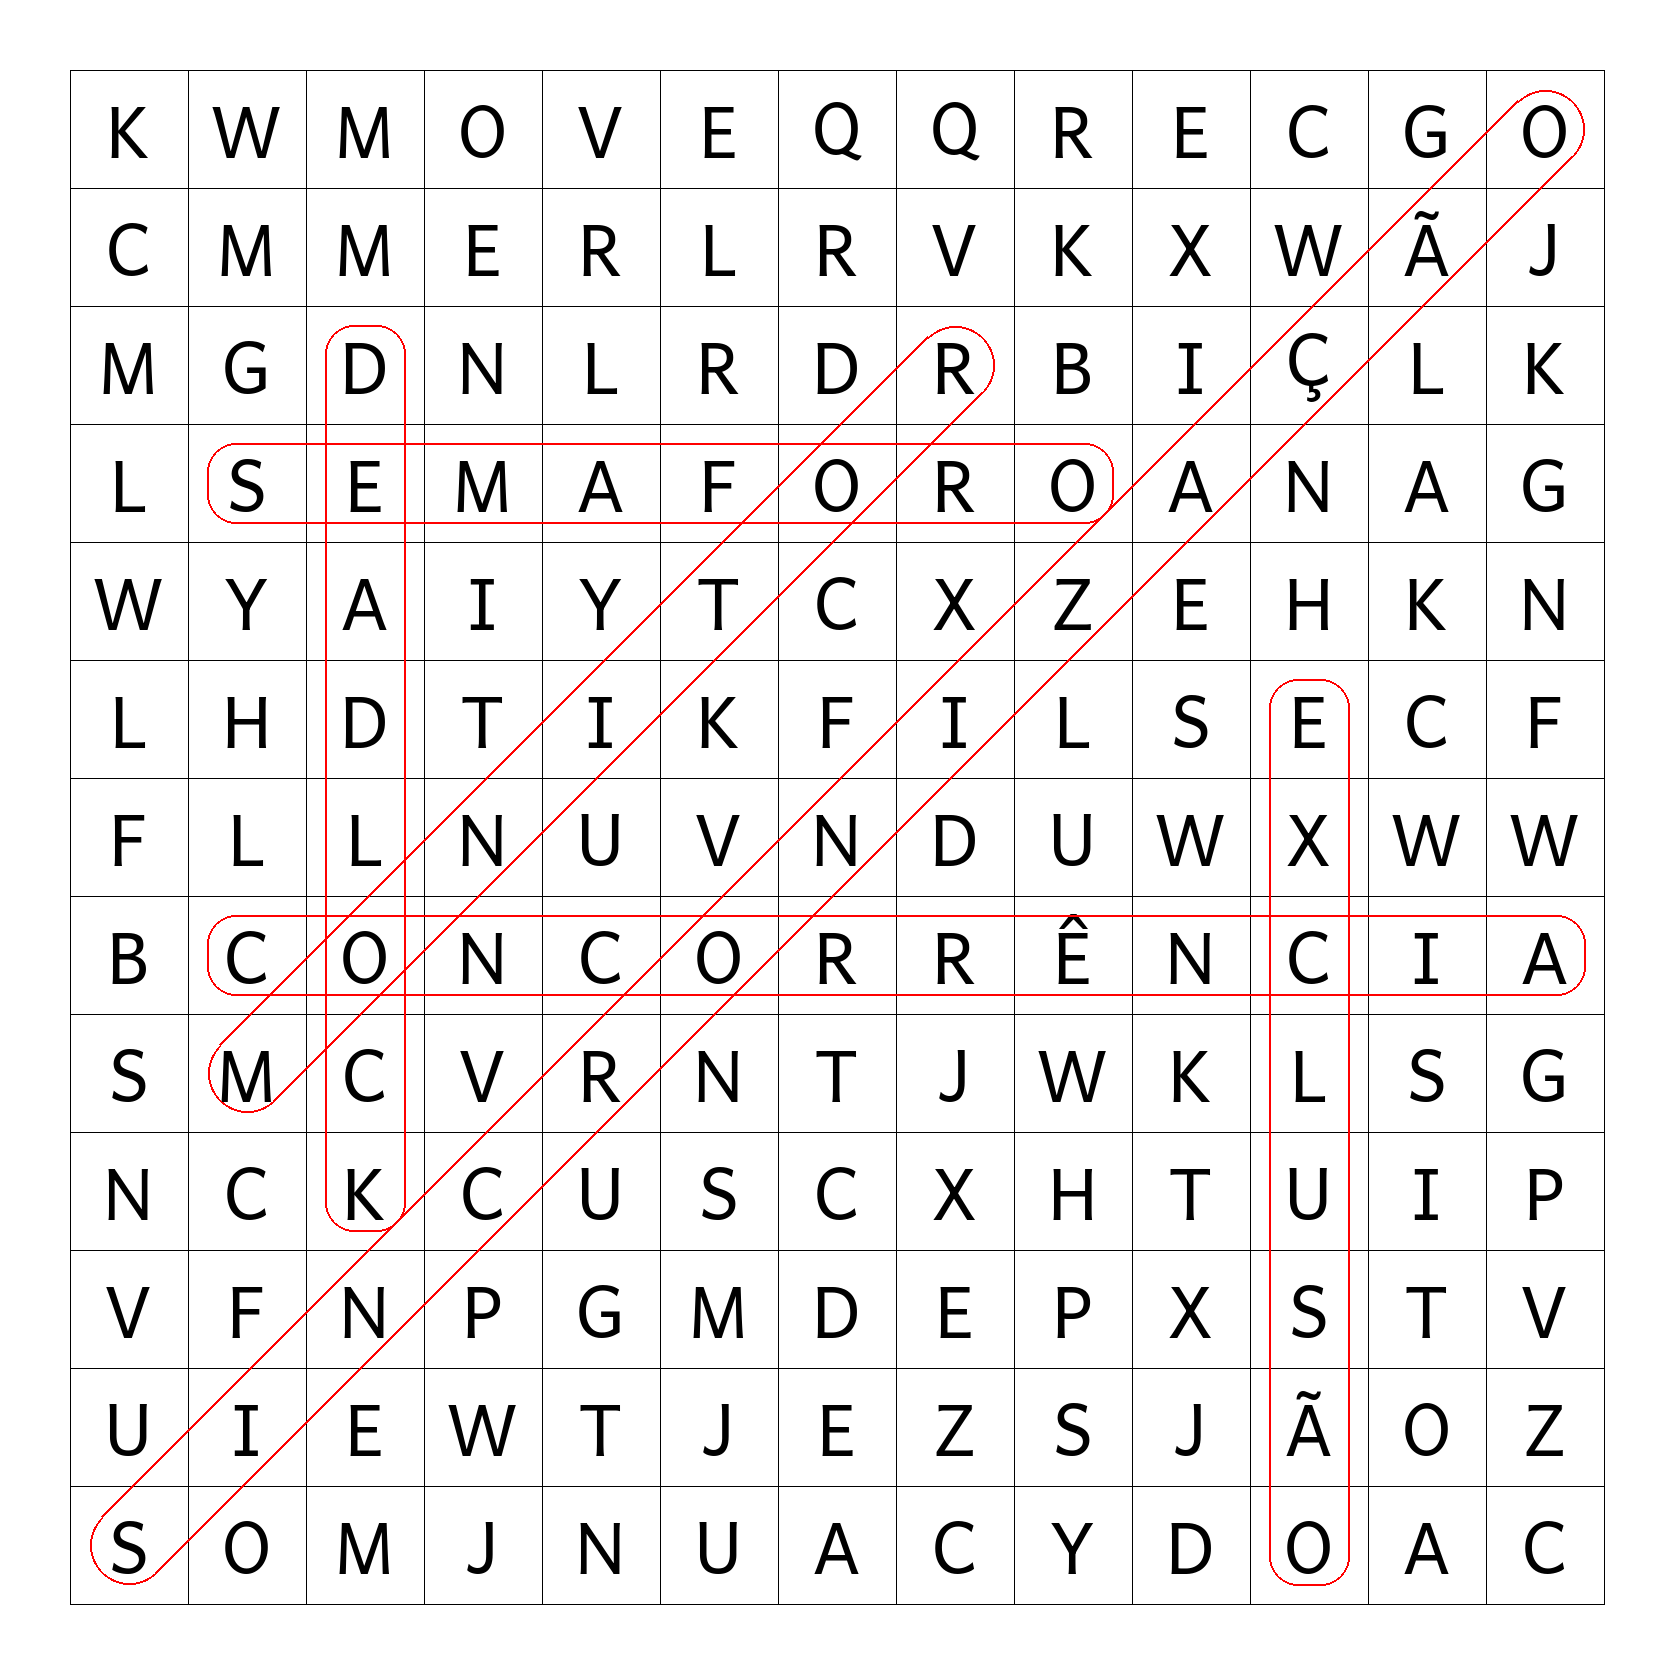 K W M O V E Q Q R E C G O
C M M E R L R V K X W Ã J
M G D N L R D R B I Ç L K
L S E M A F O R O A N A G
W Y A I Y T C X Z E H K N
L H D T I K F I L S E C F
F L L N U V N D U W X W W
B C O N C O R R Ê N C I A
S M C V R N T J W K L S G
N C K C U S C X H T U I P
V F N P G M D E P X S T V
U I E W T J E Z S J Ã O Z
S O M J N U A C Y D O A C